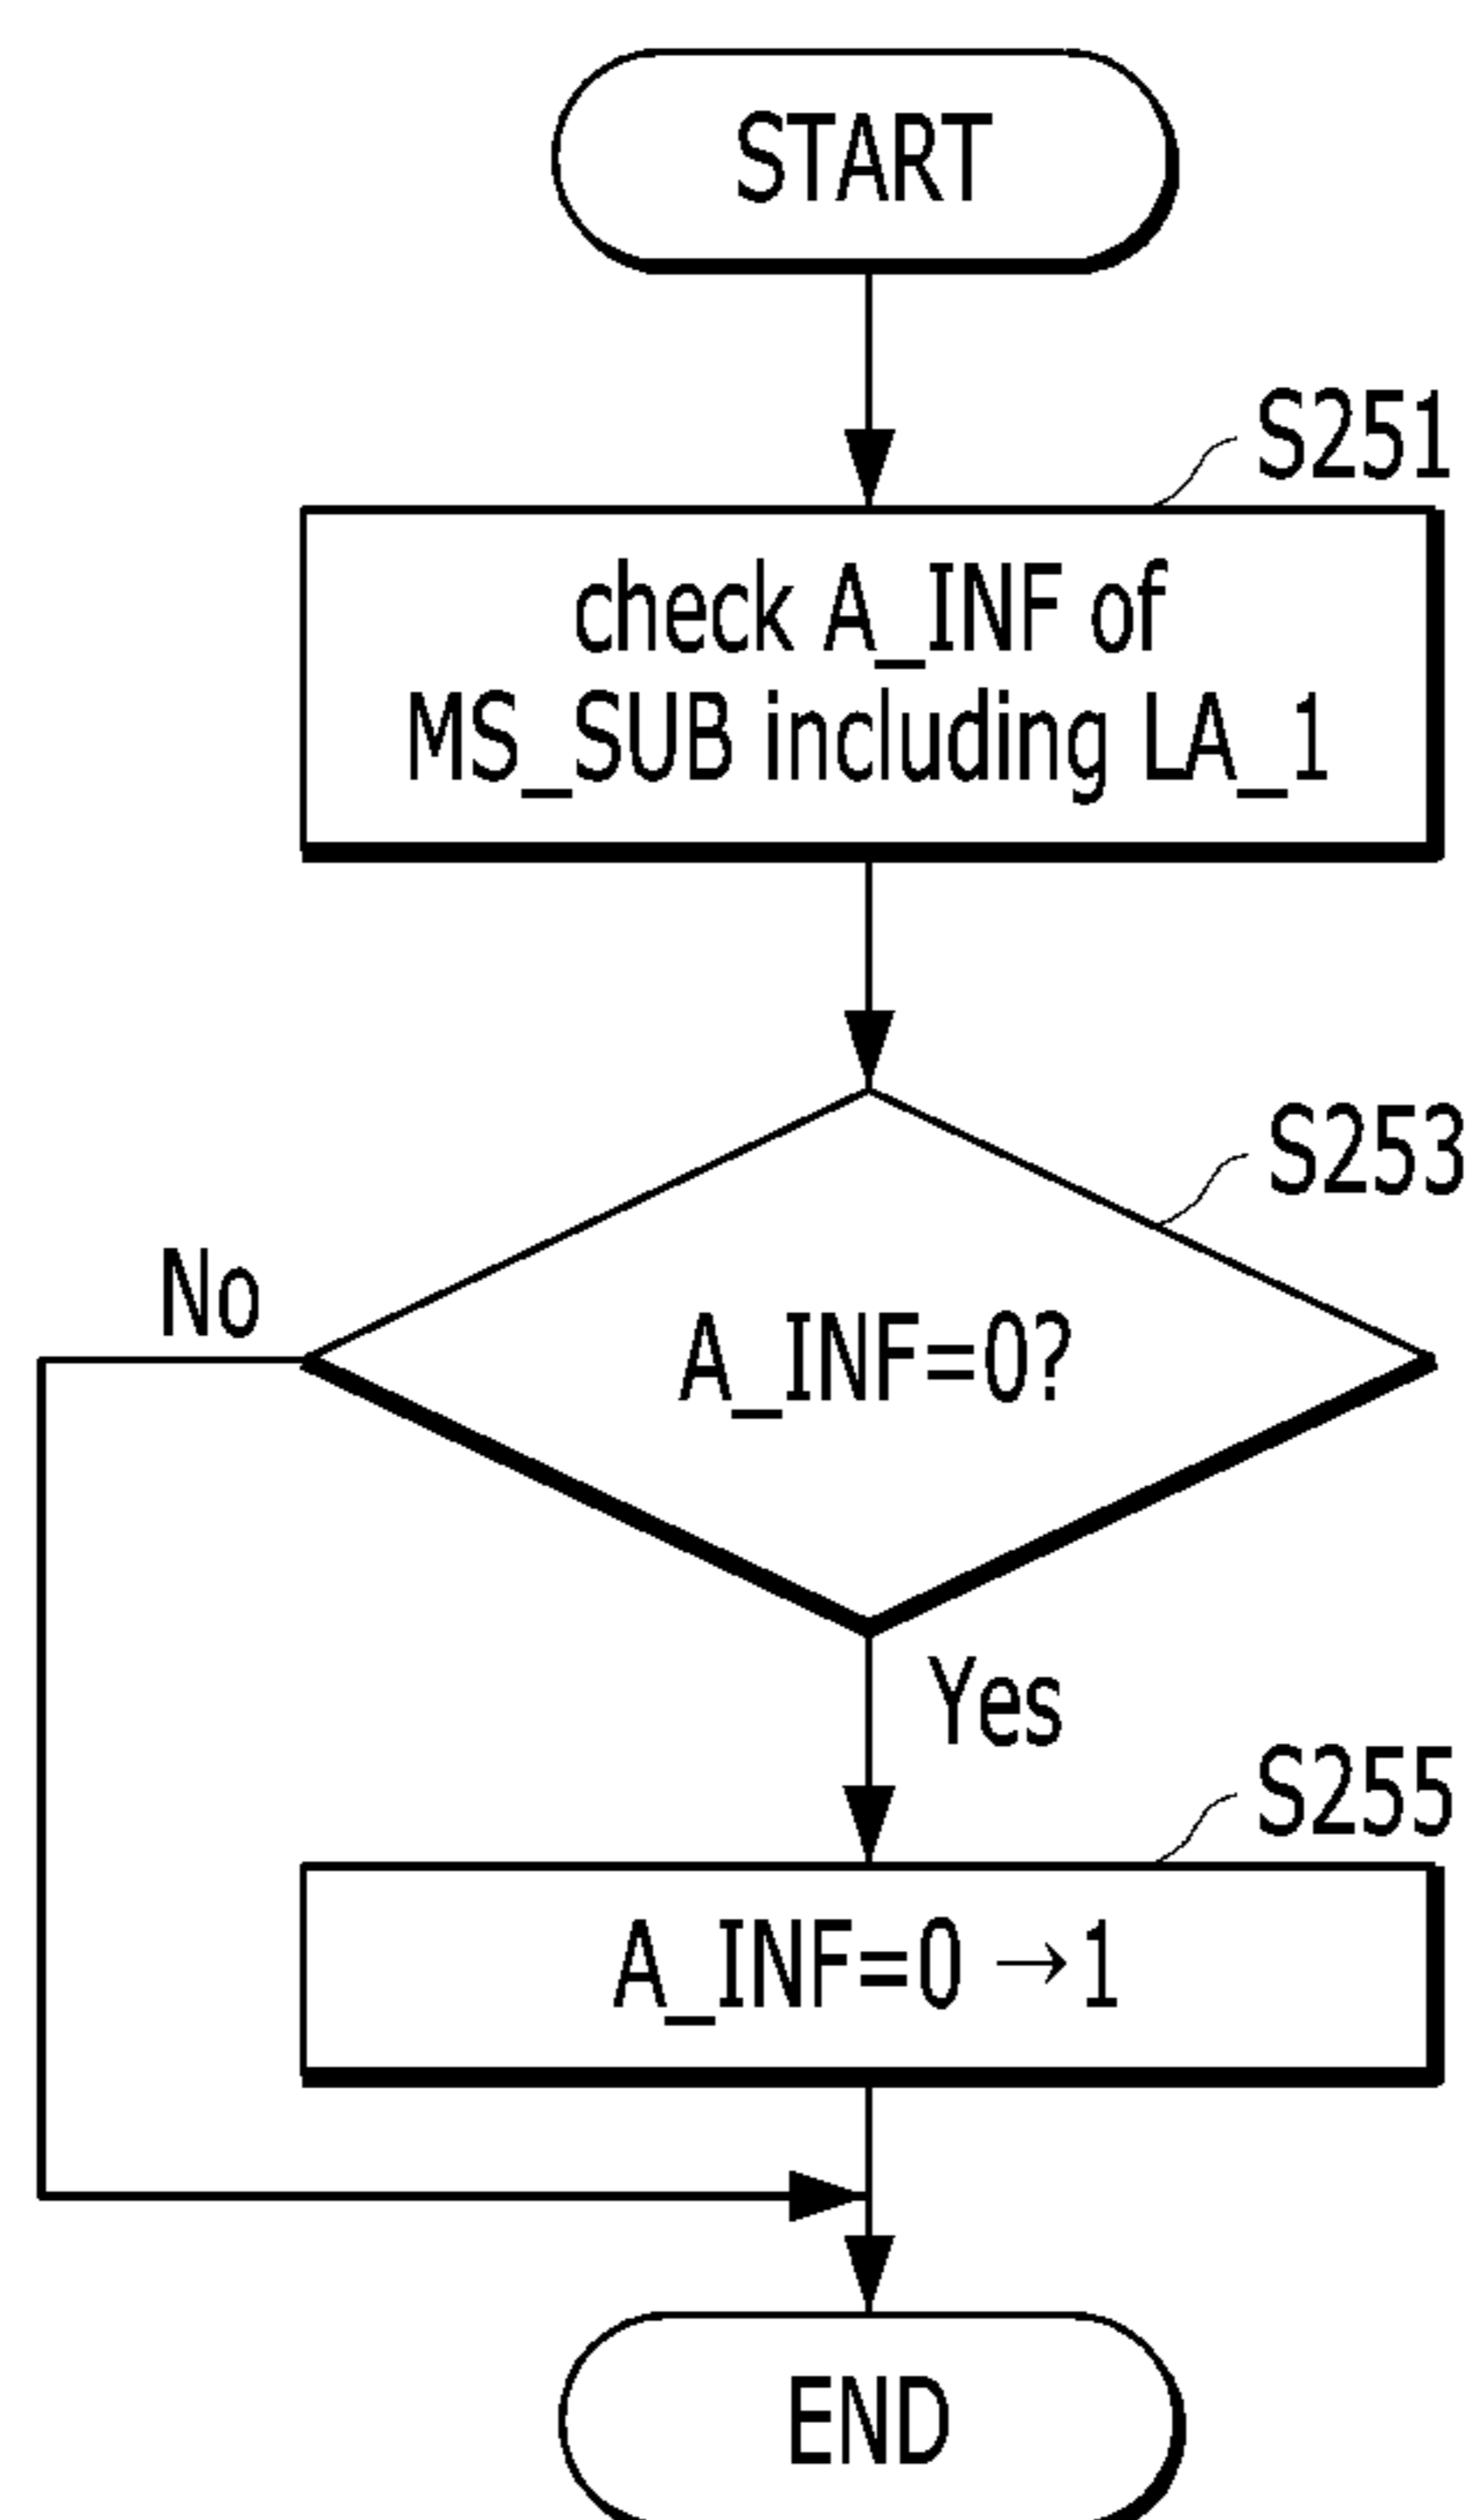 START
S251
check A_INF of
MS_SUB including LA_1
S253
No
A_INF=0?
Yes
S255
A_INF=0 →1
END